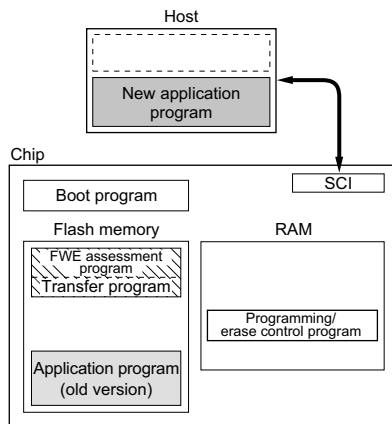 Host
New application
program
Chip
SCI
Boot program
Flash memory
RAM
FWE assessment
program
Transfer program
Programming/
erase control program
Application program
(old version)